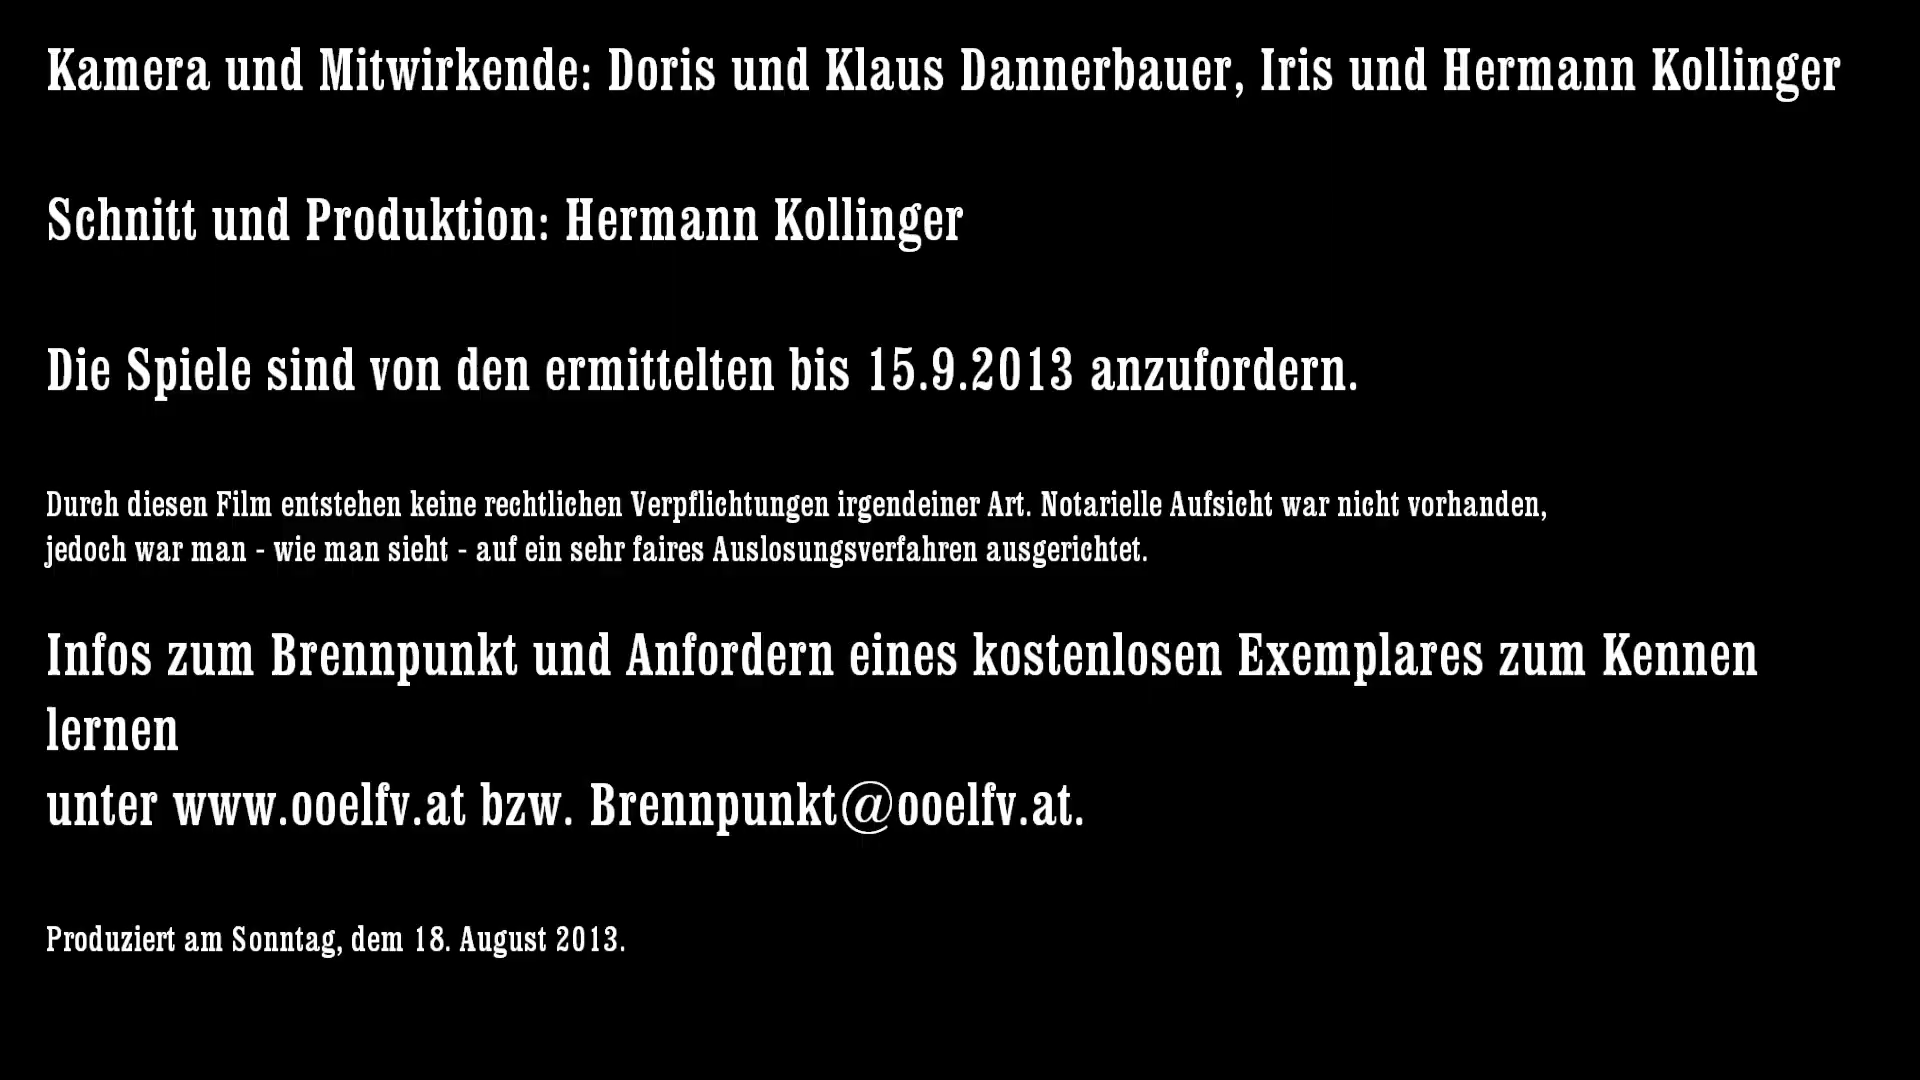 Kamera und Mitwirkende: Doris und Klaus Dannerbauer, Iris und Hermann Kollinger
Schnitt und Produktion: Hermann Kollinger
Die Spiele sind von den ermittelten bis 15.9.2013 anzufordern.
Durch diesen Film entstehen keine rechtlichen Verpflichtungen irgendeiner Art. Notarielle Aufsicht war nicht vorhanden,
jedoch war man - wie man sieht - auf ein sehr faires Auslosungsverfahren ausgerichtet.
Infos zum Brennpunkt und Anfordern eines kostenlosen Exemplares zum Kennen
lernen
unter www.ooelfv.at bzw. Brennpunkt@ooelfv.at.
Produziert am Sonntag, dem 18. August 2013.